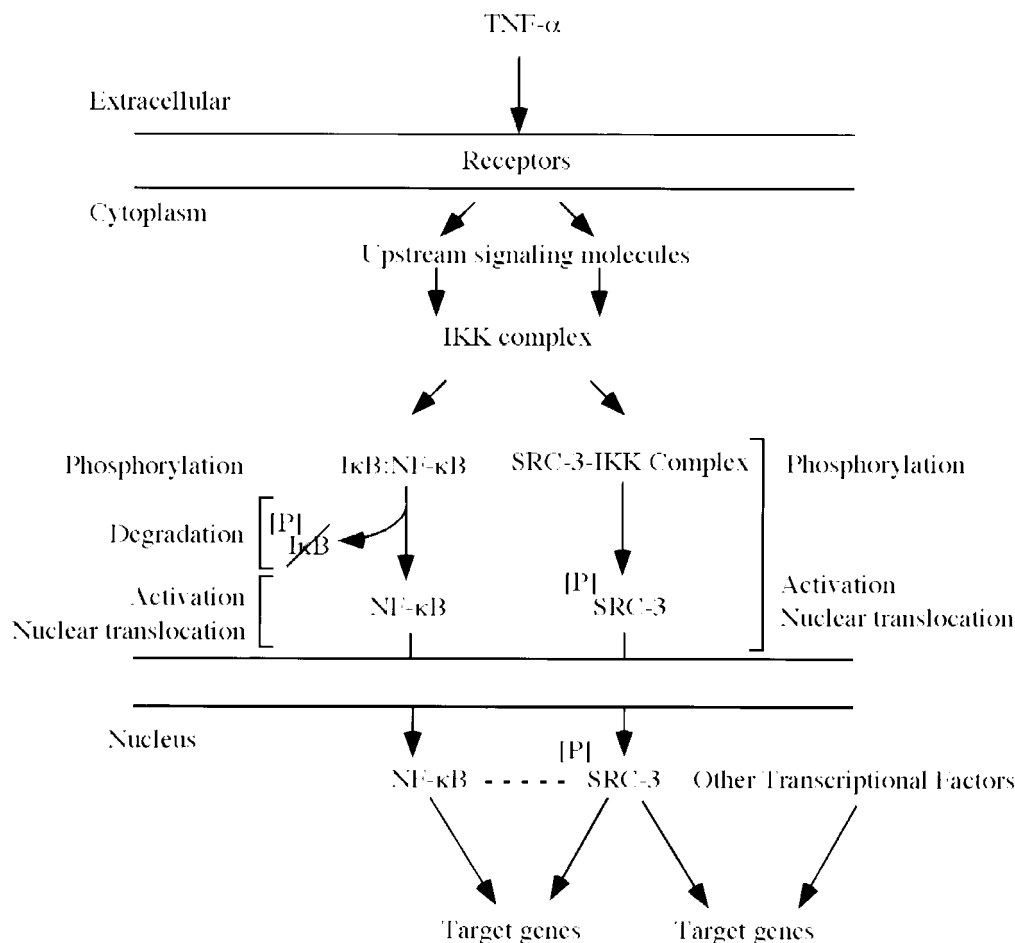 TNF-α
Extracellular
Receptors
Cytoplasm
Upstream signaling molecules
IKK complex
Phosphorylation
IκB:NF-κB
SRC-3-IKK Complex
Phosphorylation
Degradation
[P]
IκB
Activation
Nuclear translocation
NF-κB
[P]
SRC-3
Activation
Nuclear translocation
Nucleus
[P]
NF-κB
SRC-3
Other Transcriptional Factors
Target genes
Target genes